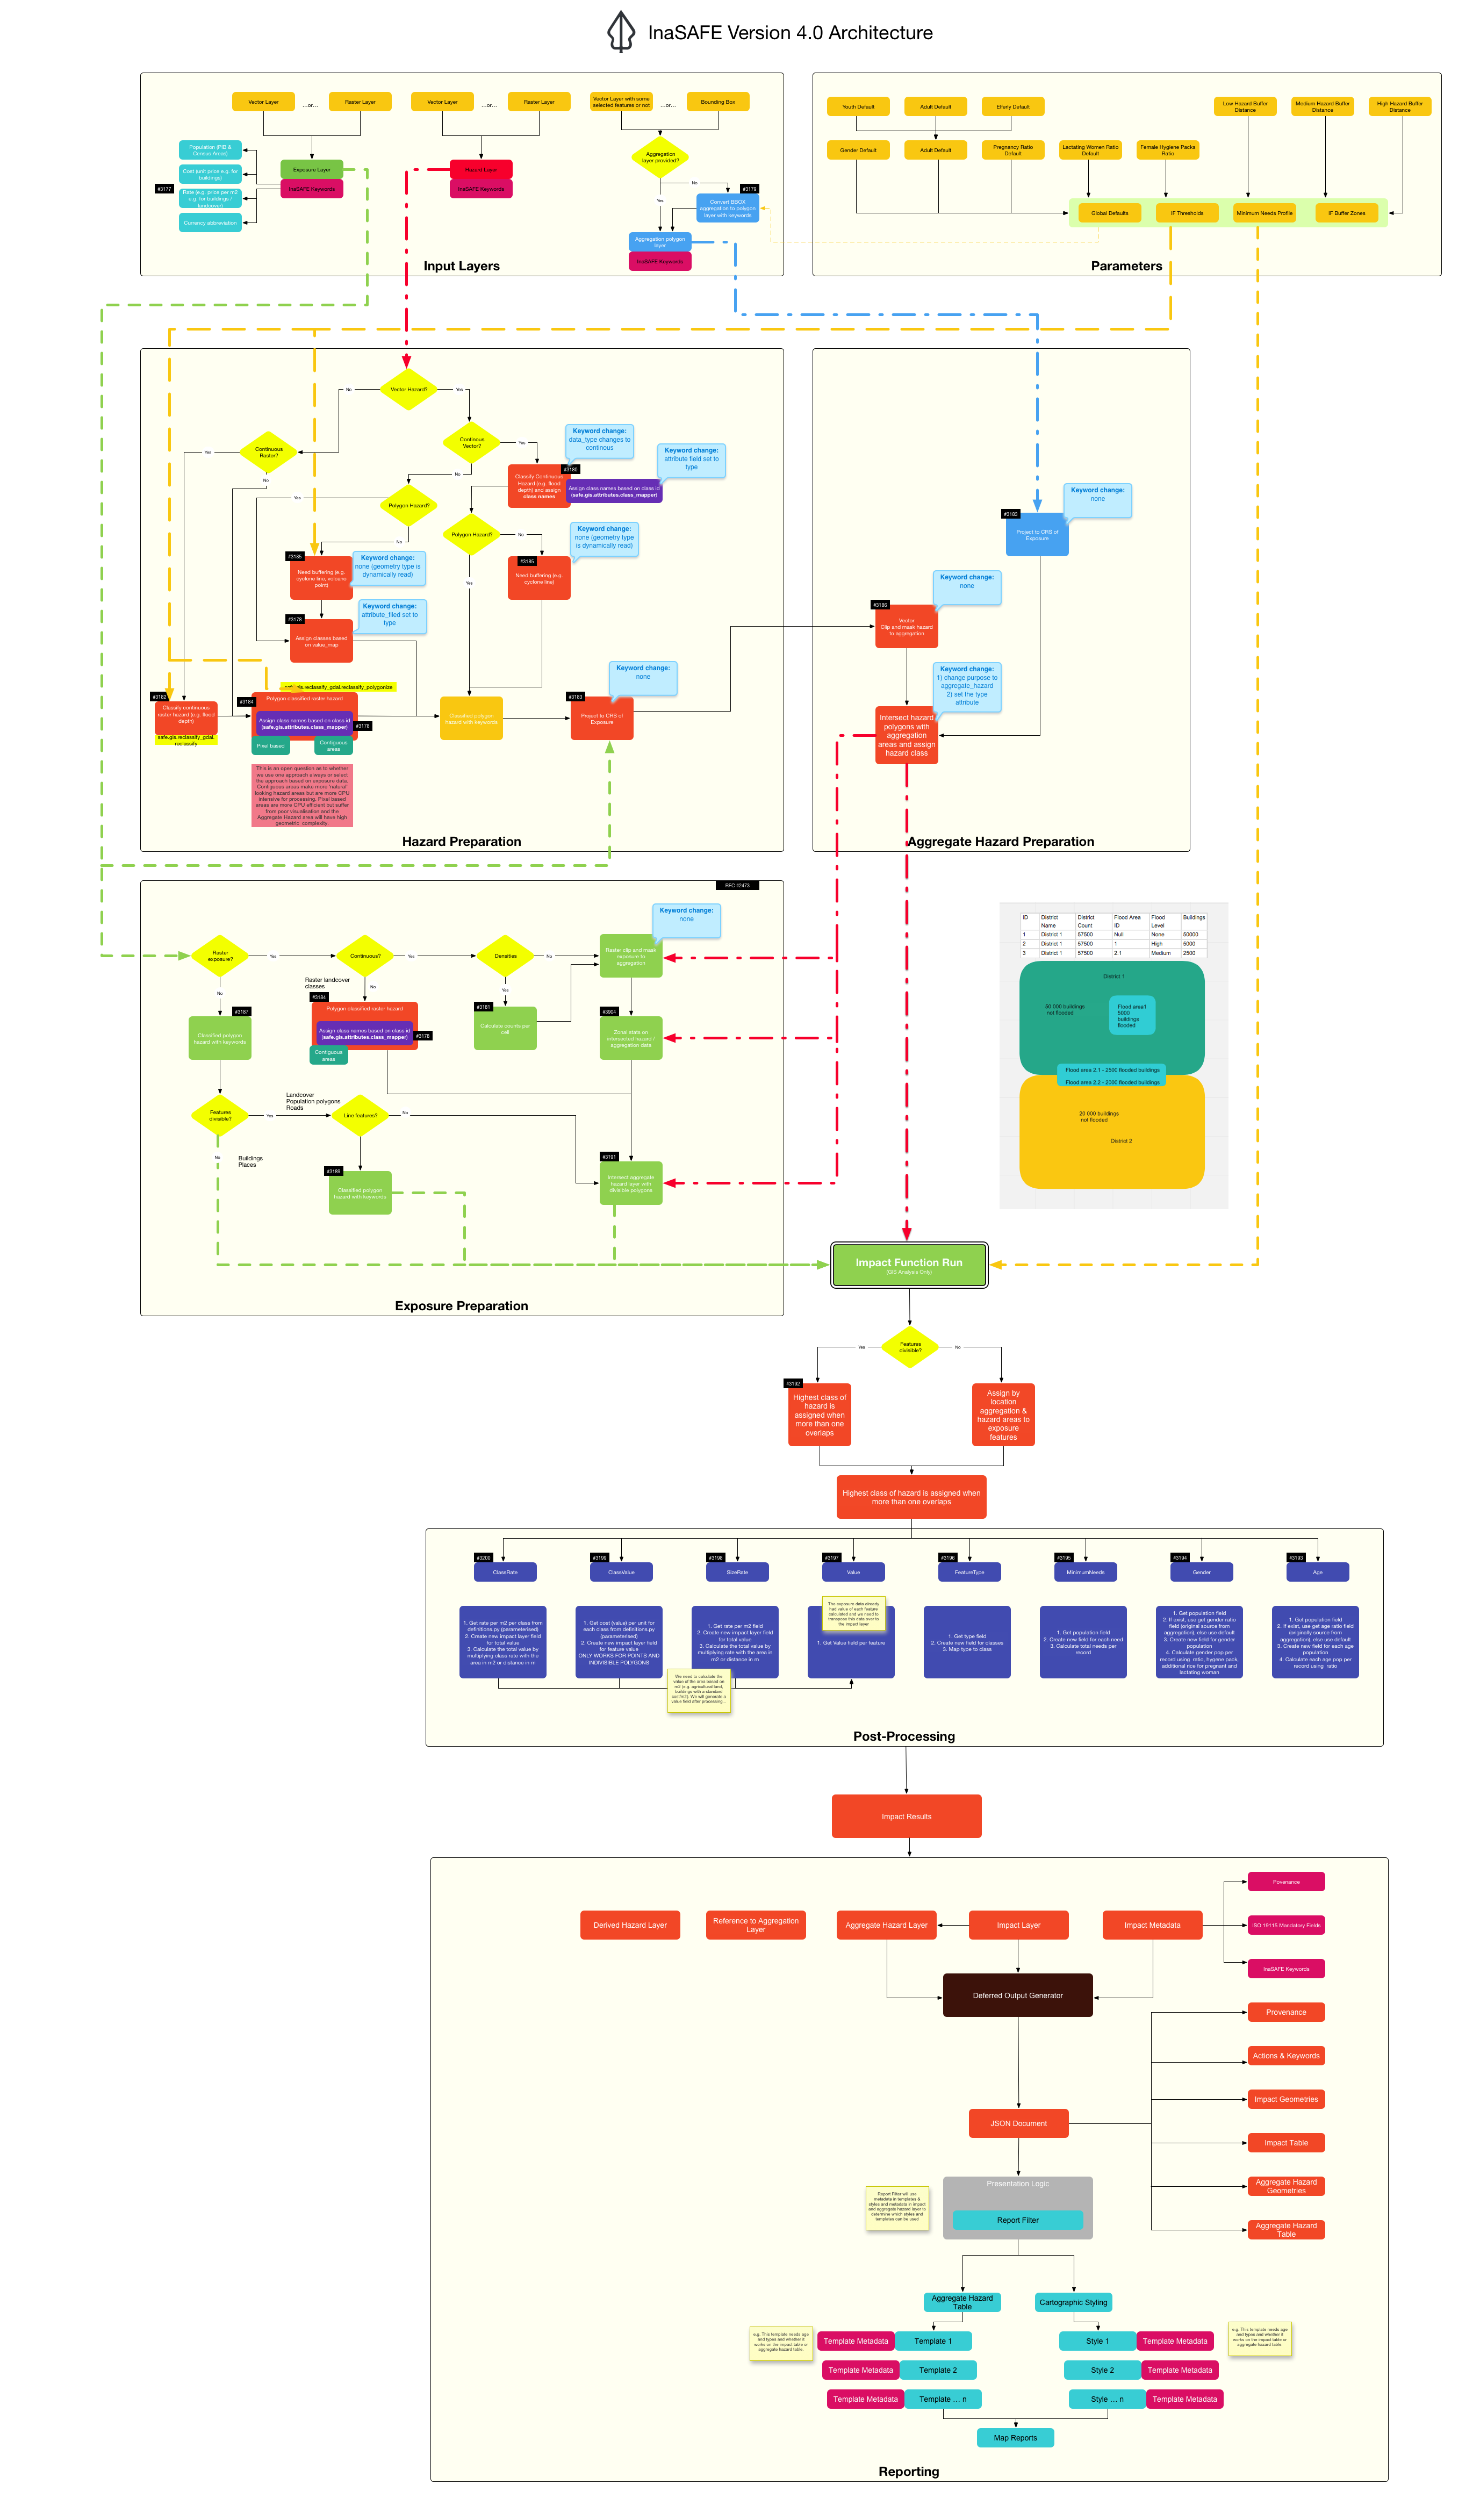 InaSAFE Version 4.0 Architecture
Vector Layer
...or...
Raster Layer
Vector Layer
...or...
Raster Layer
Vector Layer with some
selected features or not
...or...
Bounding Box
Population (PIB &
Census Areas)
Cost (unit price e.g. for
buildings)
#3177
Rate (e.g. price per m2
e.g. for buildings /
landcover)
Currency abbreviation
Exposure Layer
InaSAFE Keywords
Hazard Layer
InaSAFE Keywords
Aggregation
layer provided?
No
Yes
#3179
Convert BBOX
aggregation to polygon
layer with keywords
Aggregation polygon
layer
InaSAFE Keywords
Input Layers
Youth Default
Adult Default
Elferly Default
Low Hazard Buffer
Distance
Medium Hazard Buffer
Distance
High Hazard Buffer
Distance
Gender Default
Adult Default
Pregnancy Ratio
Default
Lactating Women Ratio
Default
Female Hygiene Packs
Ratio
Global Defaults
IF Thresholds
Minimum Needs Profile
IF Buffer Zones
Parameters
Vector Hazard?
No
Yes
Continuous
Raster?
Yes
No
Continous
Vector?
Yes
No
Keyword change:
data_type changes to
continous
Keyword change:
attribute field set to
type
#3180
Classify Continuous
Hazard (e.g. flood
depth) and assign
class names
Assign class names based on class id
(safe.gis.attributes.class_mapper)
Yes
Polygon Hazard?
No
Polygon Hazard?
No
Yes
Keyword change:
none (geometry type
is dynamically read)
#3185
Need buffering (e.g.
cyclone line, volcano
point)
Keyword change:
none (geometry type is
dynamically read)
#3185
Need buffering (e.g.
cyclone line)
Keyword change:
attribute_filed set to
type
#3178
Assign classes based
on value_map
Keyword change:
none
#3182
Classify continuous
raster hazard (e.g. flood
depth)
safe.gis.reclassify_gdal.
reclassify
gis.reclassify_gdal.reclassify_polygonize
#3184
Polygon classified raster hazard
Assign class names based on class id
(safe.gis.attributes.class_mapper)
#3178
Pixel based
Contiguous
areas
Classified polygon
hazard with keywords
#3183
Project to CRS of
Exposure
This is an open question as to whether
we use one approach always or select
the approach based on exposure data.
Contiguous areas make more 'natural'
looking hazard areas but are more CPU
intensive for processing. Pixel based
areas are more CPU efficient but suffer
from poor visualisation and the
Aggregate Hazard area will have high
geometric complexity.
Hazard Preparation
Keyword change:
none
#3183
Project to CRS of
Exposure
Keyword change:
none
#3186
Vector
Clip and mask hazard
to aggregation
Keyword change:
1) change purpose to
aggregate_hazard
2) set the type
attribute
Intersect hazard
polygons with
aggregation
areas and assign
hazard class
Aggregate Hazard Preparation
RFC #2473
Keyword change:
none
Raster
exposure?
Yes
Continuous?
Yes
Densities
No
Raster clip and mask
exposure to
aggregation
No
Raster landcover
classes
No
Yes
#3187
Classified polygon
hazard with keywords
#3184
Polygon classified raster hazard
Assign class names based on class id
(safe.gis.attributes.class_mapper)
#3178
Contiguous
areas
#3181
Calculate counts per
cell
#3904
Zonal stats on
intersected hazard /
aggregation data
Features
divisible?
Yes
Landcover
Population polygons
Roads
Line features?
No
No
Buildings
Places
#3189
Classified polygon
hazard with keywords
#3191
Intersect aggregate
hazard layer with
divisible polygons
Exposure Preparation
ID District Name District Count Flood Area ID Flood Level Buildings
1 District 1 57500 Null None 50000
2 District 1 57500 1 High 5000
3 District 1 57500 2.1 Medium 2500
District 1
50 000 buildings
not flooded
Flood area1
5000
buildings
flooded
Flood area 2.1 - 2500 flooded buildings
Flood area 2.2 - 2000 flooded buildings
20 000 buildings
not flooded
District 2
Impact Function Run
(GIS Analysis Only)
Features
divisible?
Yes
No
#3192
Highest class of
hazard is
assigned when
more than one
overlaps
Assign by
location
aggregation &
hazard areas to
exposure
features
Highest class of hazard is assigned when
more than one overlaps
#3200
ClassRate
#3199
ClassValue
#3198
SizeRate
#3197
Value
#3196
FeatureType
#3195
MinimumNeeds
#3194
Gender
#3193
Age
1. Get rate per m2 per class from
definitions.py (parameterised)
2. Create new impact layer field
for total value
3. Calculate the total value by
multiplying class rate with the
area in m2 or distance in m
1. Get cost (value) per unit for
each class from definitions.py
(parameterised)
2. Create new impact layer field
for feature value
ONLY WORKS FOR POINTS AND
INDIVISIBLE POLYGONS
1. Get rate per m2 field
2. Create new impact layer field
for total value
3. Calculate the total value by
multiplying rate with the area in
m2 or distance in m
The exposure data already
had value of each feature
calculated and we need to
transpose this data over to
the impact layer
1. Get Value field per feature
1. Get type field
2. Create new field for classes
3. Map type to class
1. Get population field
2. Create new field for each need
3. Calculate total needs per
record
1. Get population field
2. If exist, use get gender ratio
field (original source from
aggregation), else use default
3. Create new field for gender
population
4. Calculate gender pop per
record using ratio, hygene pack,
additional rice for pregnant and
lactating woman
1. Get population field
2. If exist, use get age ratio field
(originally source from
aggregation), else use default
3. Create new field for each age
population
4. Calculate each age pop per
record using ratio
We need to calculate the
value of the area based on
m2 (e.g. agricultural land,
buildings with a standard
cost/m2). We will generate a
value field after processing...
Post-Processing
Impact Results
Povenance
Derived Hazard Layer
Reference to Aggregation
Layer
Aggregate Hazard Layer
Impact Layer
Impact Metadata
ISO 19115 Mandatory Fields
InaSAFE Keywords
Deferred Output Generator
Provenance
Actions & Keywords
Impact Geometries
JSON Document
Impact Table
Aggregate Hazard
Geometries
Aggregate Hazard
Table
Presentation Logic
Report Filter
Report Filter will use
metadata in templates &
styles and metadata in impact
and aggregate hazard layer to
determine which styles and
templates can be used
Aggregate Hazard
Table
Cartographic Styling
e.g. This template needs age
and types and whether it
works on the impact table or
aggregate hazard table.
Template Metadata
Template 1
Style 1
Template Metadata
e.g. This template needs age
and types and whether it
works on the impact table or
aggregate hazard table.
Template Metadata
Template 2
Style 2
Template Metadata
Template Metadata
Template ... n
Style ... n
Template Metadata
Map Reports
Reporting